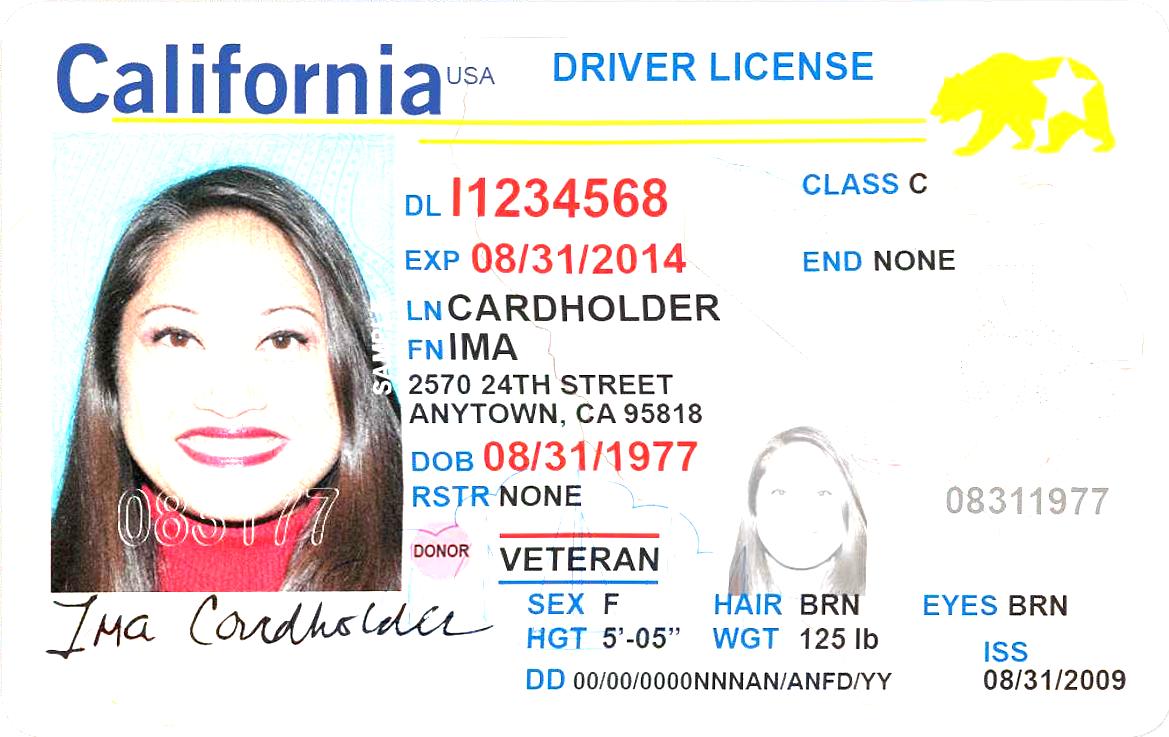 California USA DRIVER LICENSE
DL I1234568
CLASS C
EXP 08/31/2014
END NONE
LN CARDHOLDER
FN IMA
2570 24TH STREET
ANYTOWN, CA 95818
DOB 08/31/1977
RSTR NONE
08311977
083177
DONOR
VETERAN
SEX F HAIR BRN EYES BRN
HGT 5'-05" WGT 125 lb
ISS
DD 00/00/0000NNNAN/ANFD/YY 08/31/2009
Ima Cardholder